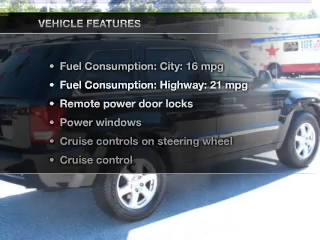 VEHICLE FEATURES
• Fuel Consumption: City: 16 mpg
• Fuel Consumption: Highway: 21 mpg
• Remote power door locks
• Power windows
• Cruise controls on steering wheel
• Cruise control